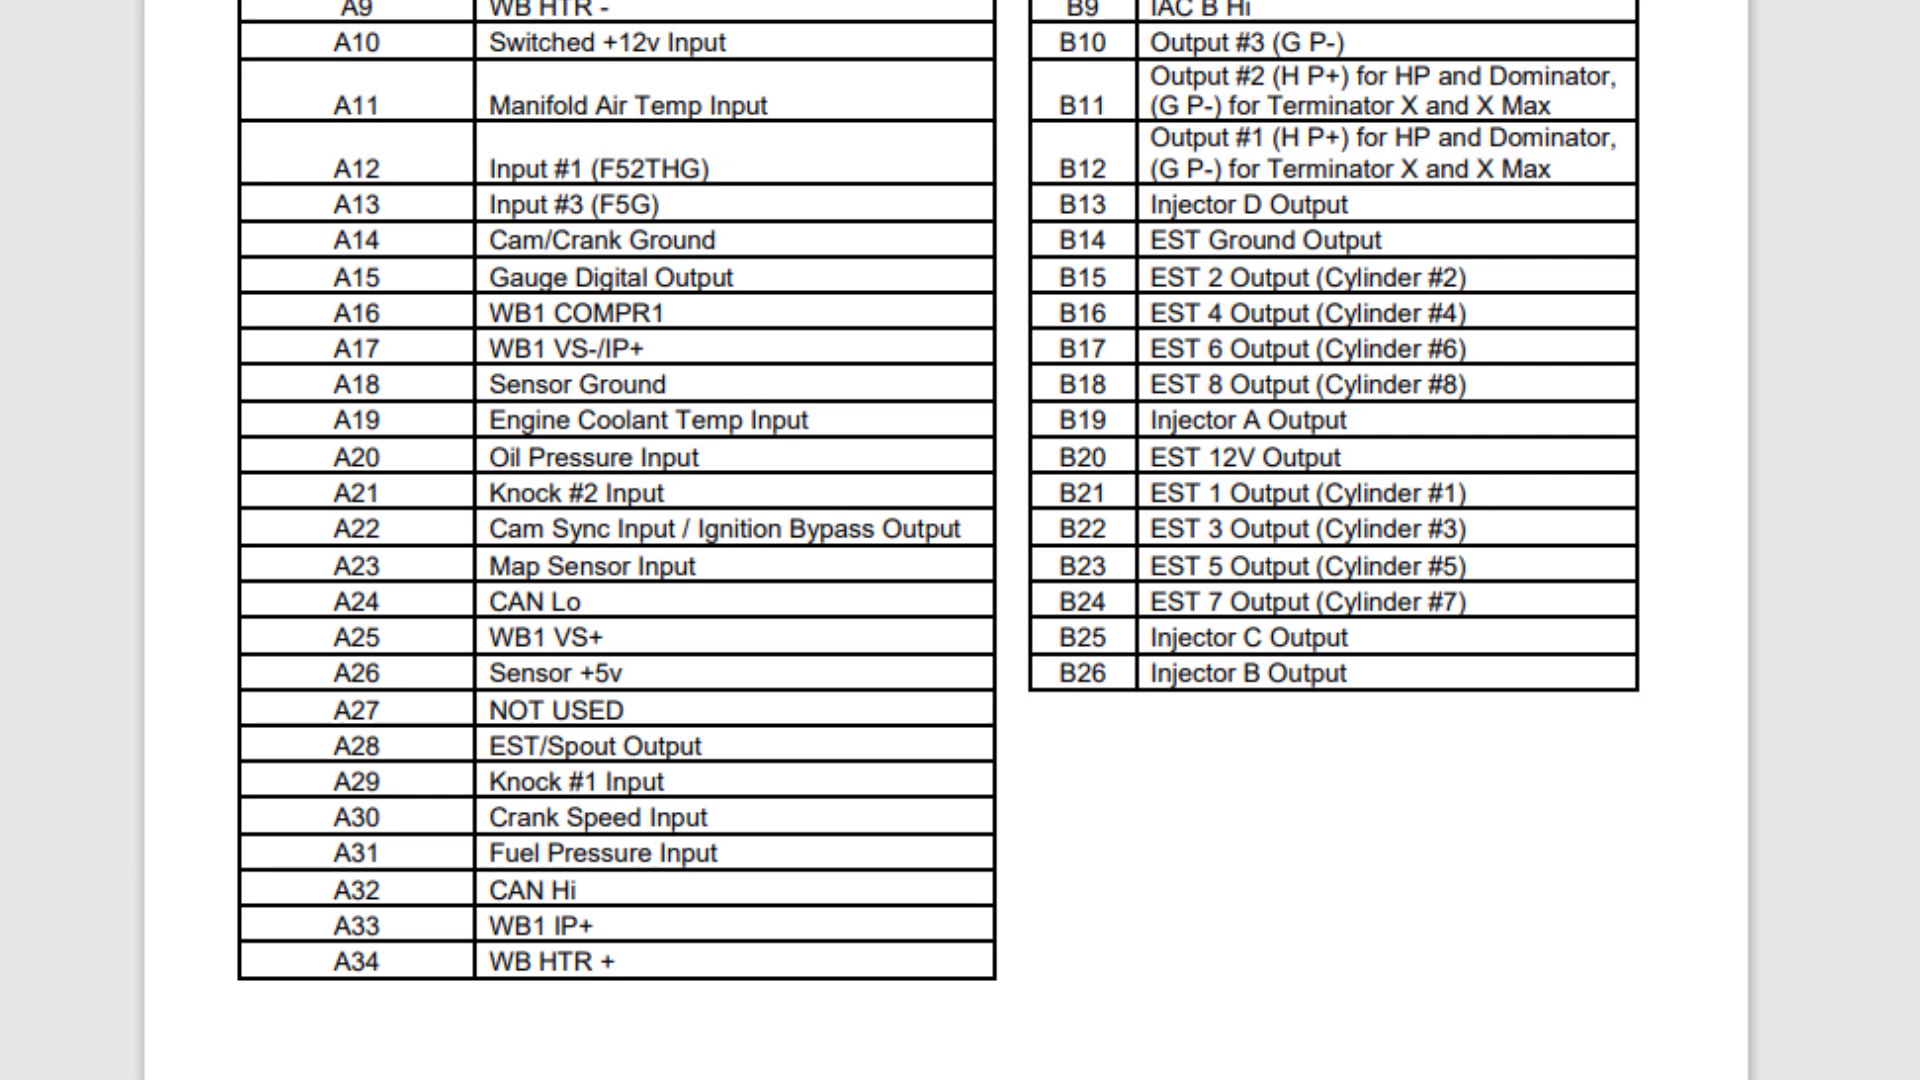 A9 WB HTR -
A10 Switched +12v Input
A11 Manifold Air Temp Input
A12 Input #1 (F52THG)
A13 Input #3 (F5G)
A14 Cam/Crank Ground
A15 Gauge Digital Output
A16 WB1 COMPR1
A17 WB1 VS-/IP+
A18 Sensor Ground
A19 Engine Coolant Temp Input
A20 Oil Pressure Input
A21 Knock #2 Input
A22 Cam Sync Input / Ignition Bypass Output
A23 Map Sensor Input
A24 CAN Lo
A25 WB1 VS+
A26 Sensor +5v
A27 NOT USED
A28 EST/Spout Output
A29 Knock #1 Input
A30 Crank Speed Input
A31 Fuel Pressure Input
A32 CAN Hi
A33 WB1 IP+
A34 WB HTR +
B9 IAC B Hi
B10 Output #3 (G P-)
Output #2 (H P+) for HP and Dominator,
B11 (G P-) for Terminator X and X Max
Output #1 (H P+) for HP and Dominator,
B12 (G P-) for Terminator X and X Max
B13 Injector D Output
B14 EST Ground Output
B15 EST 2 Output (Cylinder #2)
B16 EST 4 Output (Cylinder #4)
B17 EST 6 Output (Cylinder #6)
B18 EST 8 Output (Cylinder #8)
B19 Injector A Output
B20 EST 12V Output
B21 EST 1 Output (Cylinder #1)
B22 EST 3 Output (Cylinder #3)
B23 EST 5 Output (Cylinder #5)
B24 EST 7 Output (Cylinder #7)
B25 Injector C Output
B26 Injector B Output